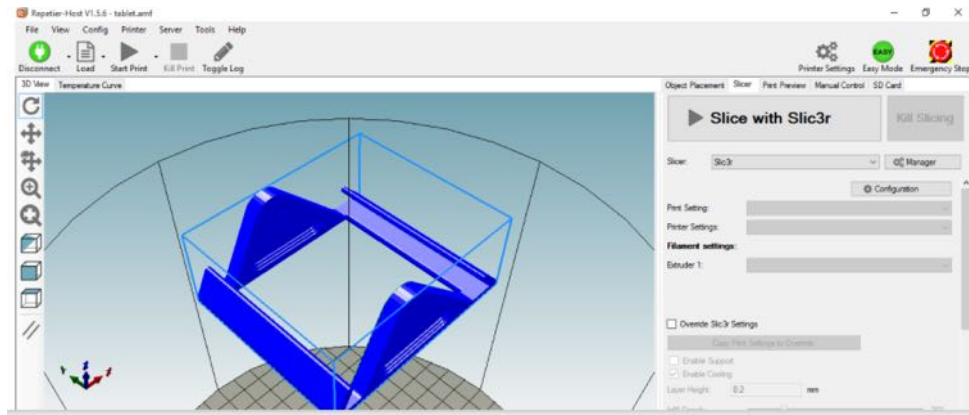 Repetier-Host V1.5.6 - tablet.amf
File View Config Printer Server Tools Help
Disconnect Load Start Print Kill Print Toggle Log
Printer Settings Easy Mode Emergency Stop
EASY
3D View Temperature Curve
Object Placement Slicer Print Preview Manual Control SD Card
Slice with Slic3r
Kill Slicing
Slicer: Slic3r Manager
Configuration
Print Setting:
Printer Settings:
Filament settings:
Extruder 1:
Override Slic3r Settings
Copy Print Settings to Override
Enable Support
Enable Cooling
Layer Height: 0.2 mm